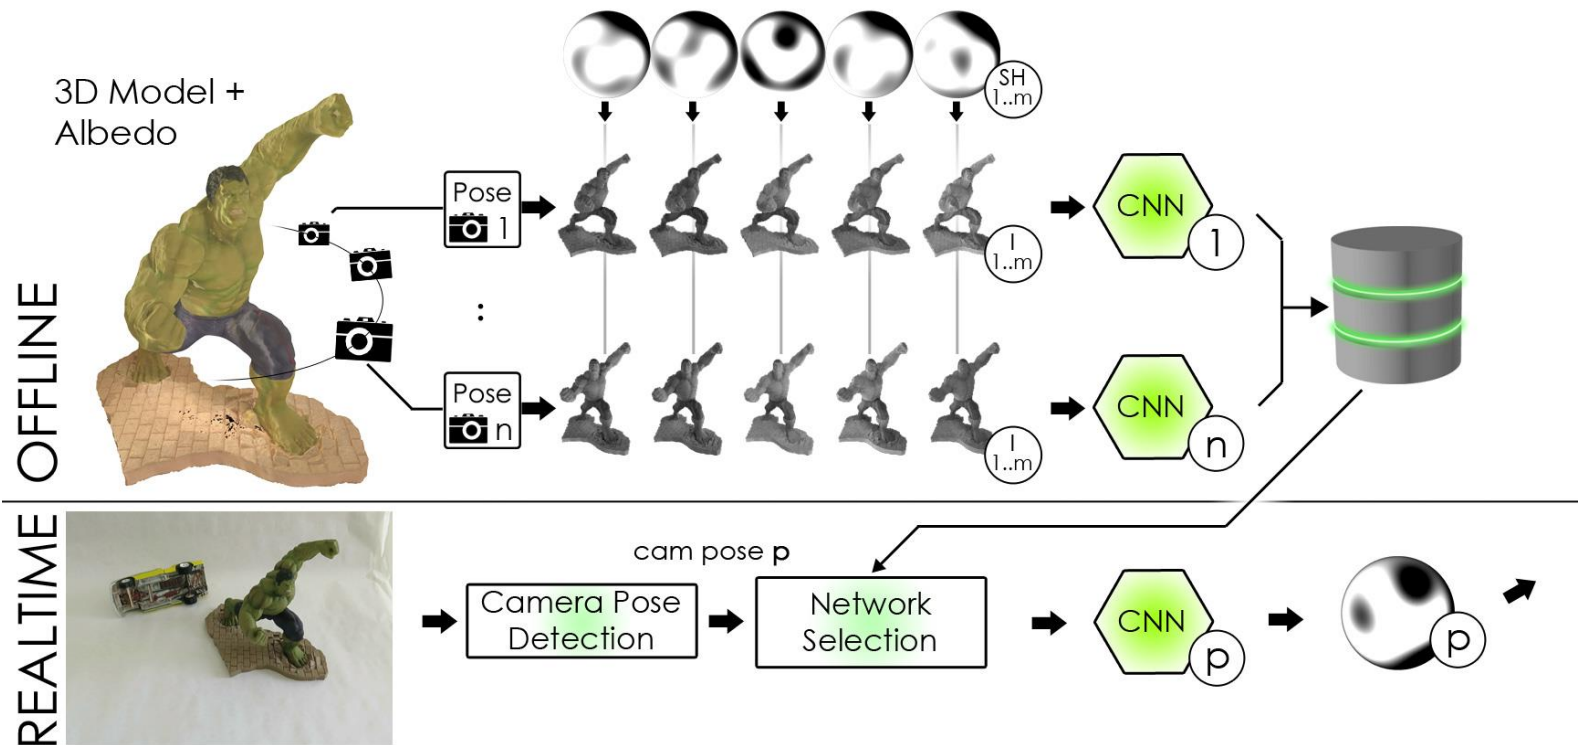 OFFLINE
3D Model +
Albedo
SH
1..m
Pose
1
I
1..m
CNN
1
:
Pose
n
I
1..m
CNN
n
REALTIME
cam pose p
Camera Pose
Detection
Network
Selection
CNN
p
p